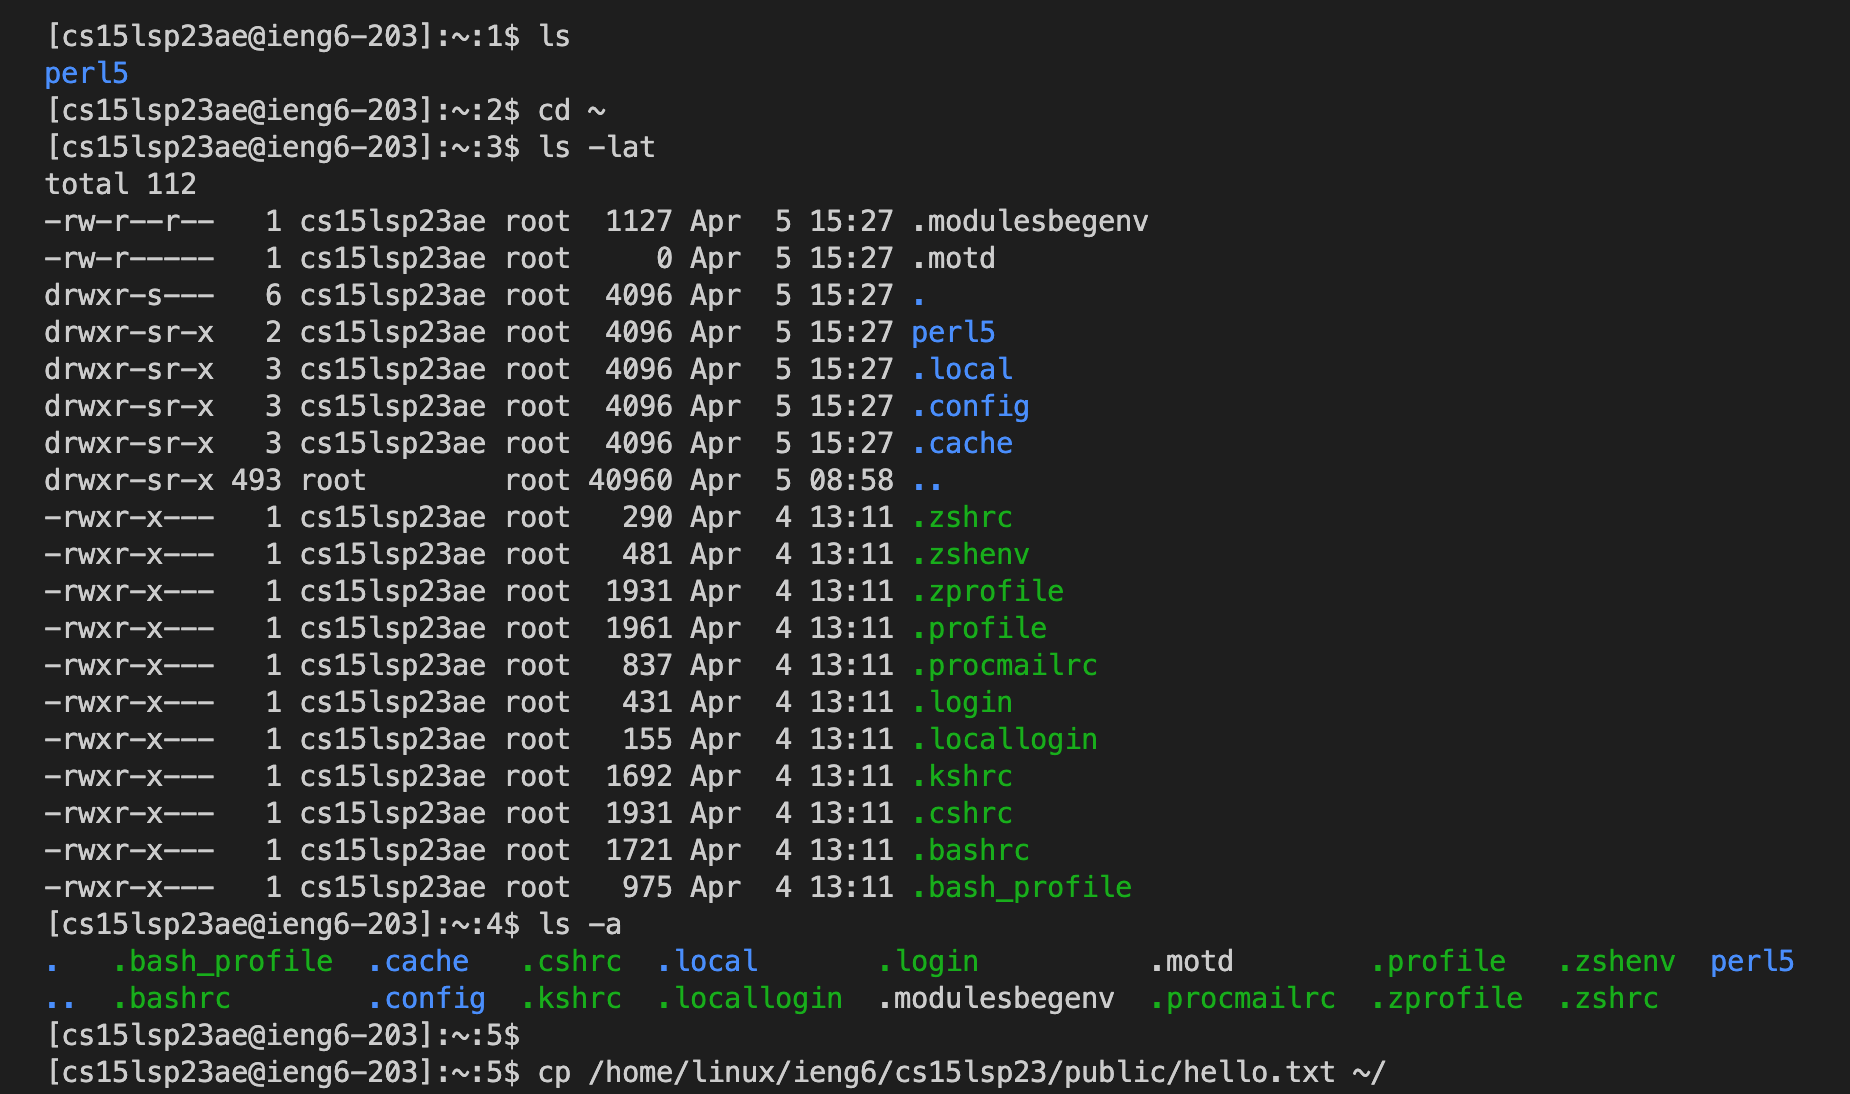 [cs15lsp23ae@ieng6-203]:~:1$ ls
perl5
[cs15lsp23ae@ieng6-203]:~:2$ cd ~
[cs15lsp23ae@ieng6-203]:~:3$ ls -lat
total 112
-rw-r--r--   1 cs15lsp23ae root  1127 Apr  5 15:27 .modulesbegenv
-rw-r-----   1 cs15lsp23ae root     0 Apr  5 15:27 .motd
drwxr-s---   6 cs15lsp23ae root  4096 Apr  5 15:27 .
drwxr-sr-x   2 cs15lsp23ae root  4096 Apr  5 15:27 perl5
drwxr-sr-x   3 cs15lsp23ae root  4096 Apr  5 15:27 .local
drwxr-sr-x   3 cs15lsp23ae root  4096 Apr  5 15:27 .config
drwxr-sr-x   3 cs15lsp23ae root  4096 Apr  5 15:27 .cache
drwxr-sr-x 493 root        root 40960 Apr  5 08:58 ..
-rwxr-x---   1 cs15lsp23ae root   290 Apr  4 13:11 .zshrc
-rwxr-x---   1 cs15lsp23ae root   481 Apr  4 13:11 .zshenv
-rwxr-x---   1 cs15lsp23ae root  1931 Apr  4 13:11 .zprofile
-rwxr-x---   1 cs15lsp23ae root  1961 Apr  4 13:11 .profile
-rwxr-x---   1 cs15lsp23ae root   837 Apr  4 13:11 .procmailrc
-rwxr-x---   1 cs15lsp23ae root   431 Apr  4 13:11 .login
-rwxr-x---   1 cs15lsp23ae root   155 Apr  4 13:11 .locallogin
-rwxr-x---   1 cs15lsp23ae root  1692 Apr  4 13:11 .kshrc
-rwxr-x---   1 cs15lsp23ae root  1931 Apr  4 13:11 .cshrc
-rwxr-x---   1 cs15lsp23ae root  1721 Apr  4 13:11 .bashrc
-rwxr-x---   1 cs15lsp23ae root   975 Apr  4 13:11 .bash_profile
[cs15lsp23ae@ieng6-203]:~:4$ ls -a
.   .bash_profile  .cache   .cshrc  .local       .login          .motd        .profile   .zshenv  perl5
..  .bashrc        .config  .kshrc  .locallogin  .modulesbegenv  .procmailrc  .zprofile  .zshrc
[cs15lsp23ae@ieng6-203]:~:5$
[cs15lsp23ae@ieng6-203]:~:5$ cp /home/linux/ieng6/cs15lsp23/public/hello.txt ~/